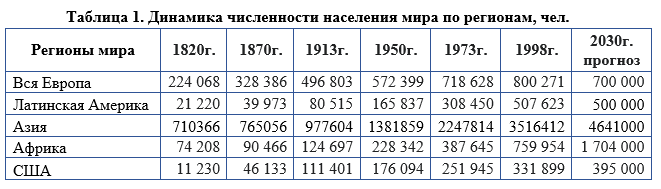 Таблица 1. Динамика численности населения мира по регионам, чел.
Регионы мира 1820г. 1870г. 1913г. 1950г. 1973г. 1998г. 2030г. прогноз
Вся Европа 224 068 328 386 496 803 572 399 718 628 800 271 700 000
Латинская Америка 21 220 39 973 80 515 165 837 308 450 507 623 500 000
Азия 710366 765056 977604 1381859 2247814 3516412 4641000
Африка 74 208 90 466 124 697 228 342 387 645 759 954 1 704 000
США 11 230 46 133 111 401 176 094 251 945 331 899 395 000